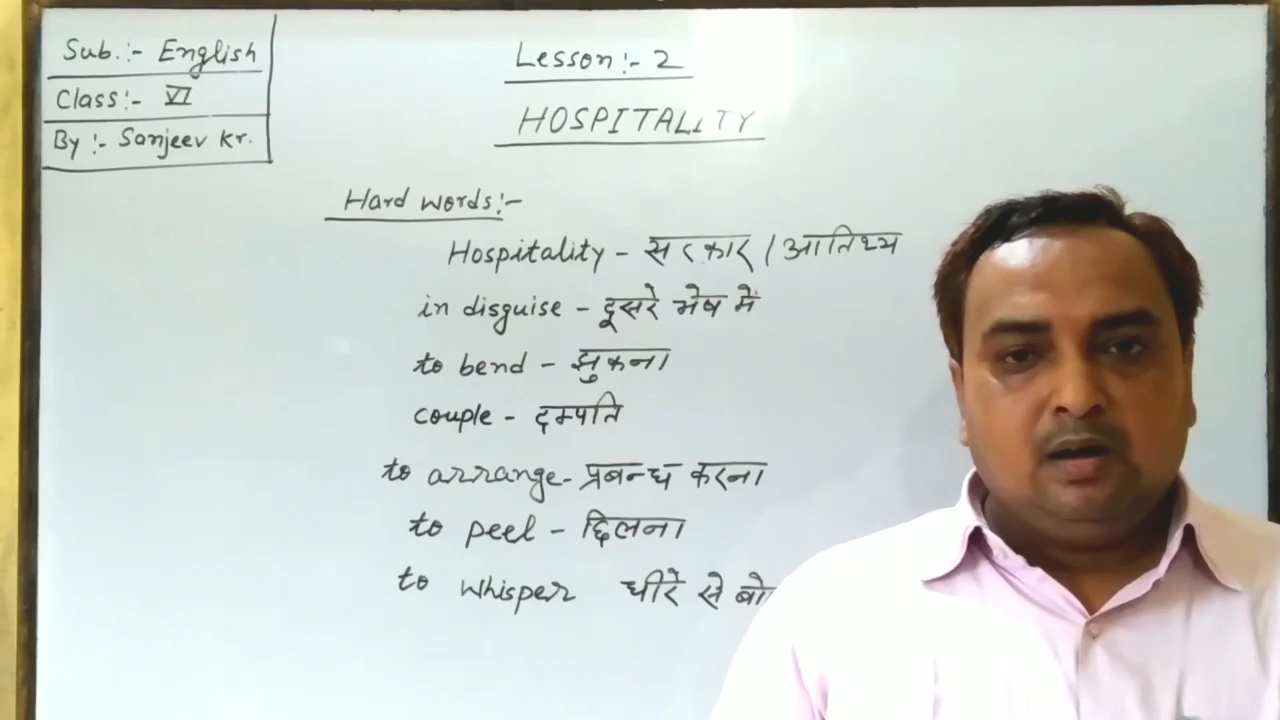 Sub.:- English
Class:- VI
By:- Sanjeev Kr.
Lesson:- 2
HOSPITALITY
Hard words:-
Hospitality - सत्कार / आतिथ्य
in disguise - दूसरे भेष में
to bend - झुकना
couple - दम्पति
to arrange - प्रबन्ध करना
to peel - छिलना
to whisper धीरे से